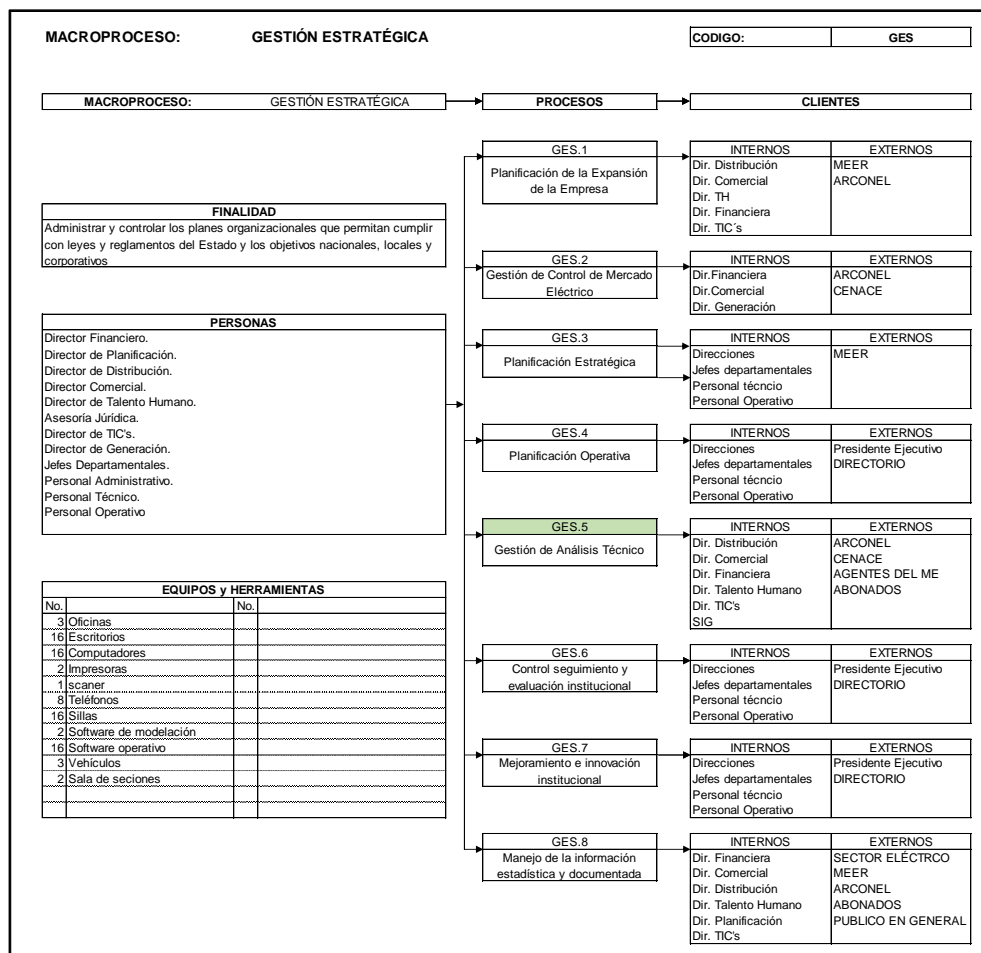 MACROPROCESO: GESTIÓN ESTRATÉGICA
CODIGO: GES
MACROPROCESO: GESTIÓN ESTRATÉGICA
PROCESOS
CLIENTES
FINALIDAD
Administrar y controlar los planes organizacionales que permitan cumplir
con leyes y reglamentos del Estado y los objetivos nacionales, locales y
corporativos
PERSONAS
Director Financiero.
Director de Planificación.
Director de Distribución.
Director Comercial.
Director de Talento Humano.
Asesoría Júrídica.
Director de TIC's.
Director de Generación.
Jefes Departamentales.
Personal Administrativo.
Personal Técnico.
Personal Operativo
EQUIPOS y HERRAMIENTAS
No. No.
3 Oficinas
16 Escritorios
16 Computadores
2 Impresoras
1 scaner
8 Teléfonos
16 Sillas
2 Software de modelación
16 Software operativo
3 Vehículos
2 Sala de seciones
GES.1
Planificación de la Expansión
de la Empresa
INTERNOS EXTERNOS
Dir. Distribución MEER
Dir. Comercial ARCONEL
Dir. TH
Dir. Financiera
Dir. TIC´s
GES.2
Gestión de Control de Mercado
Eléctrico
INTERNOS EXTERNOS
Dir.Financiera ARCONEL
Dir.Comercial CENACE
Dir. Generación
GES.3
Planificación Estratégica
INTERNOS EXTERNOS
Direcciones MEER
Jefes departamentales
Personal técncio
Personal Operativo
GES.4
Planificación Operativa
INTERNOS EXTERNOS
Direcciones Presidente Ejecutivo
Jefes departamentales DIRECTORIO
Personal técncio
Personal Operativo
GES.5
Gestión de Análisis Técnico
INTERNOS EXTERNOS
Dir. Distribución ARCONEL
Dir. Comercial CENACE
Dir. Financiera AGENTES DEL ME
Dir. Talento Humano ABONADOS
Dir. TIC's
SIG
GES.6
Control seguimiento y
evaluación institucional
INTERNOS EXTERNOS
Direcciones Presidente Ejecutivo
Jefes departamentales DIRECTORIO
Personal técncio
Personal Operativo
GES.7
Mejoramiento e innovación
institucional
INTERNOS EXTERNOS
Direcciones Presidente Ejecutivo
Jefes departamentales DIRECTORIO
Personal técncio
Personal Operativo
GES.8
Manejo de la información
estadística y documentada
INTERNOS EXTERNOS
Dir. Financiera SECTOR ELÉCTRCO
Dir. Comercial MEER
Dir. Distribución ARCONEL
Dir. Talento Humano ABONADOS
Dir. Planificación PUBLICO EN GENERAL
Dir. TIC's